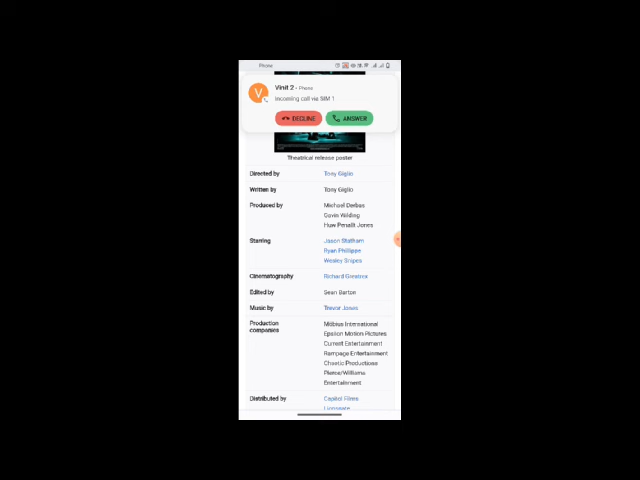 Phone
Vinit 2 • Phone
Incoming call via SIM 1
DECLINE ANSWER
Theatrical release poster
Directed by Tony Giglio
Written by Tony Giglio
Produced by Michael Derbas
Gavin Wilding
Huw Penallt Jones
Starring Jason Statham
Ryan Phillippe
Wesley Snipes
Cinematography Richard Greatrex
Edited by Sean Barton
Music by Trevor Jones
Production companies Mobius International
Epsilon Motion Pictures
Current Entertainment
Rampage Entertainment
Chaotic Productions
Pierce/Williams
Entertainment
Distributed by Capitol Films
Lionsgate